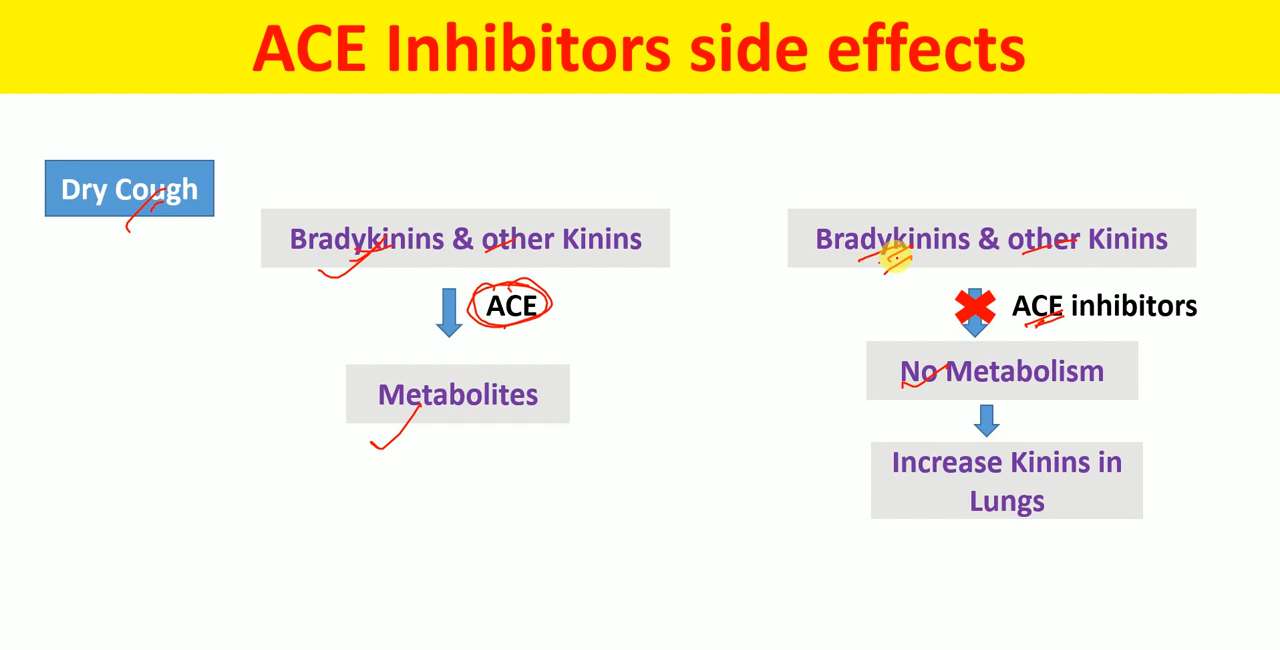 ACE Inhibitors side effects
Dry Cough
Bradykinins & other Kinins
ACE
Metabolites
Bradykinins & other Kinins
ACE inhibitors
No Metabolism
Increase Kinins in
Lungs